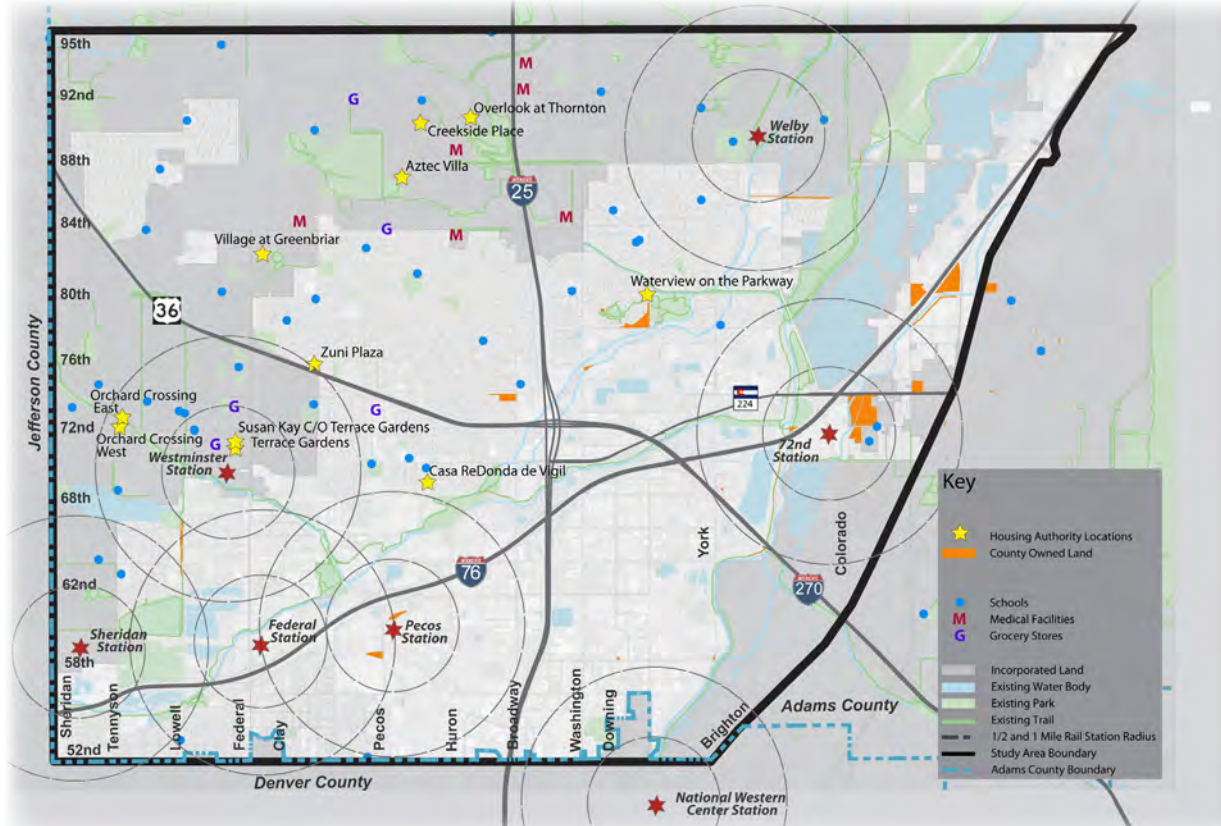 95th
92nd
88th
84th
80th
76th
72nd
68th
62nd
58th
52nd
Jefferson County
36
M
M
G
Overlook at Thornton
Creekside Place
M
Aztec Villa
INTERSTATE
25
Welby
Station
M
M
G
M
Village at Greenbriar
Waterview on the Parkway
Zuni Plaza
Orchard Crossing
East
Orchard Crossing
West
G
G
G
Susan Kay C/O Terrace Gardens
Terrace Gardens
Westminster
Station
Casa ReDonda de Vigil
224
72nd
Station
INTERSTATE
76
INTERSTATE
270
Sheridan
Station
Federal
Station
Pecos
Station
Sheridan
Tennyson
Lowell
Federal
Clay
Pecos
Huron
Broadway
Washington
Downing
York
Colorado
Brighton
Adams County
Denver County
National Western
Center Station
Key
Housing Authority Locations
County Owned Land
Schools
M Medical Facilities
G Grocery Stores
Incorporated Land
Existing Water Body
Existing Park
Existing Trail
1/2 and 1 Mile Rail Station Radius
Study Area Boundary
Adams County Boundary